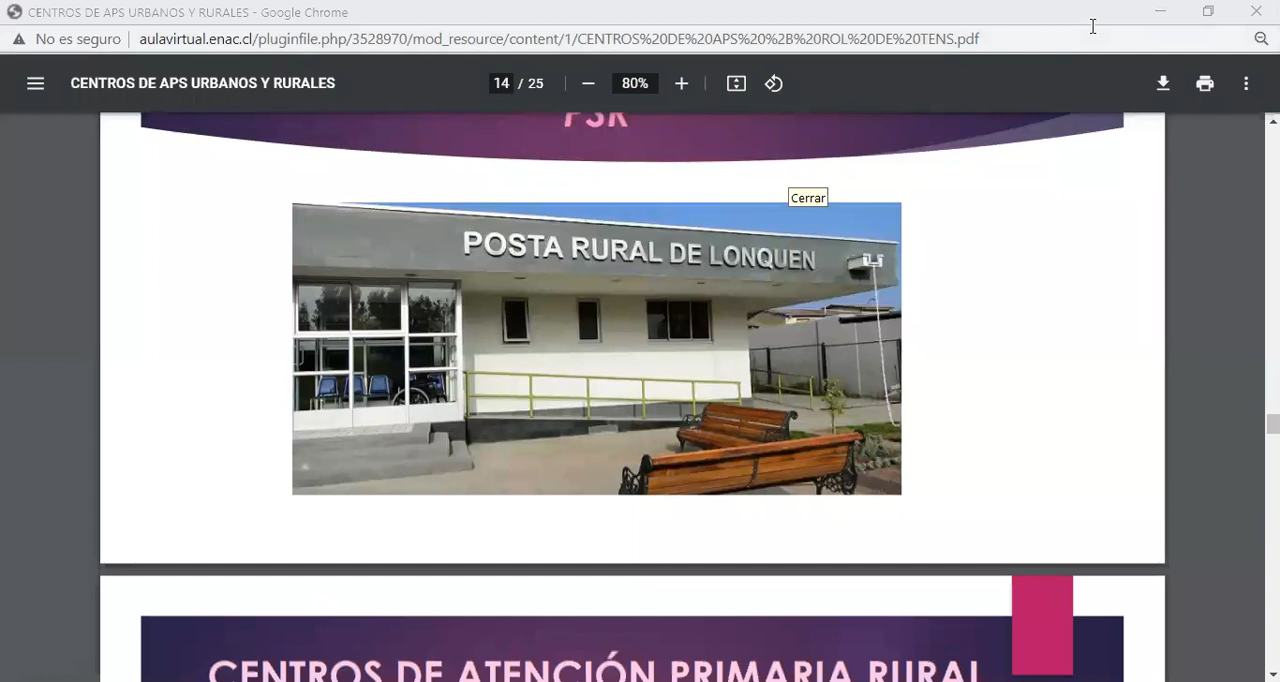 CENTROS DE APS URBANOS Y RURALES - Google Chrome
No es seguro | aulavirtual.enac.cl/pluginfile.php/3528970/mod_resource/content/1/CENTROS%20DE%20APS%20%2B%20ROL%20DE%20TENS.pdf
CENTROS DE APS URBANOS Y RURALES 14 / 25 80%
PSR
Cerrar
POSTA RURAL DE LONQUEN
CENTROS DE ATENCIÓN PRIMARIA RURAL